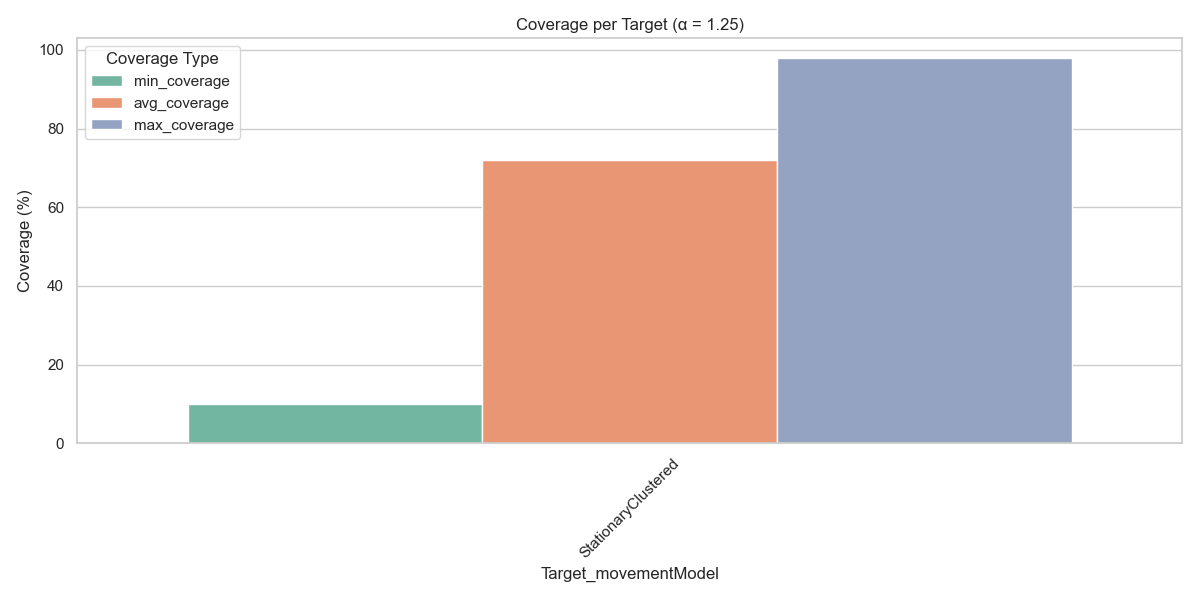 Coverage per Target (α = 1.25)
Coverage (%)
100
80
60
40
20
0
Coverage Type
min_coverage
avg_coverage
max_coverage
StationaryClustered
Target_movementModel